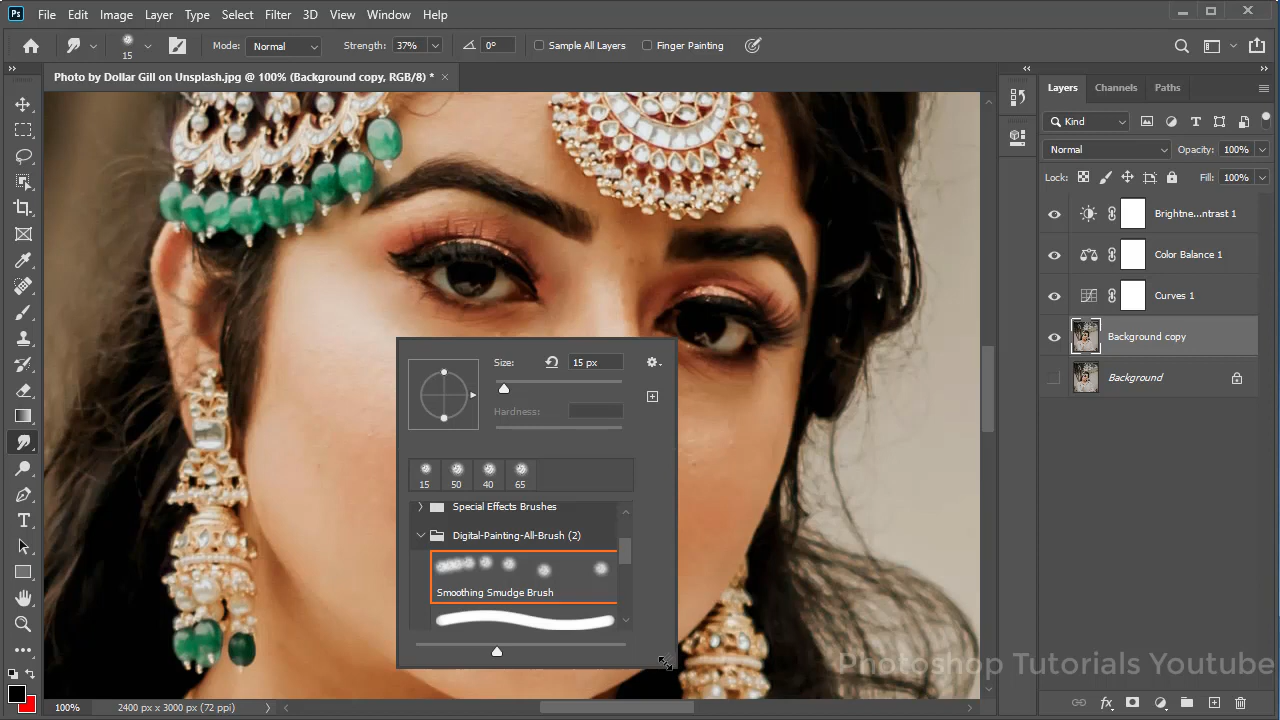 Ps File Edit Image Layer Type Select Filter 3D View Window Help
15 Mode: Normal Strength: 37% 0° Sample All Layers Finger Painting
Photo by Dollar Gill on Unsplash.jpg @ 100% (Background copy, RGB/8) *
Layers Channels Paths
Kind
Normal Opacity: 100%
Lock: Fill: 100%
Brightne...ntrast 1
Color Balance 1
Curves 1
Background copy
Background
Size: 15 px
Hardness:
15 50 40 65
Special Effects Brushes
Digital-Painting-All-Brush (2)
Smoothing Smudge Brush
Photoshop Tutorials Youtube
100% 2400 px x 3000 px (72 ppi)